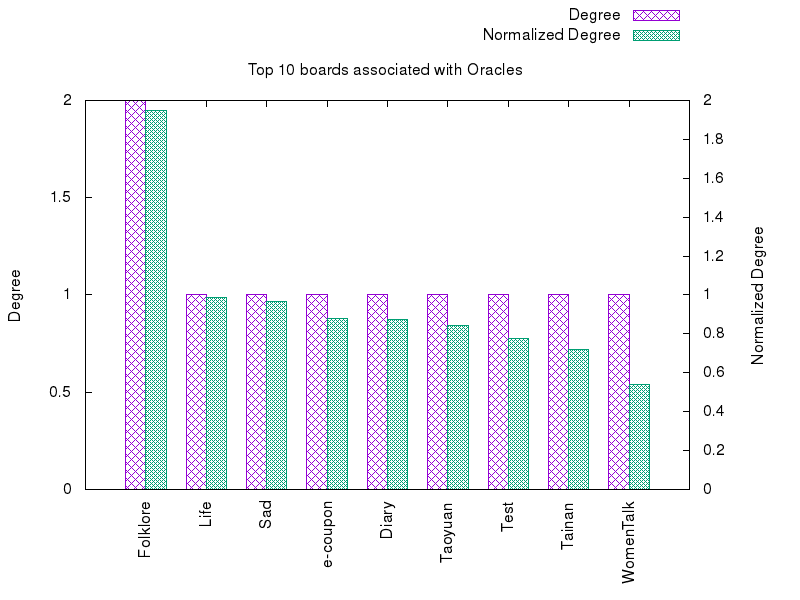 Degree
Normalized Degree
Top 10 boards associated with Oracles
2
1.5
1
0.5
0
Degree
2
1.8
1.6
1.4
1.2
1
0.8
0.6
0.4
0.2
0
Normalized Degree
Folklore
Life
Sad
e-coupon
Diary
Taoyuan
Test
Tainan
WomenTalk